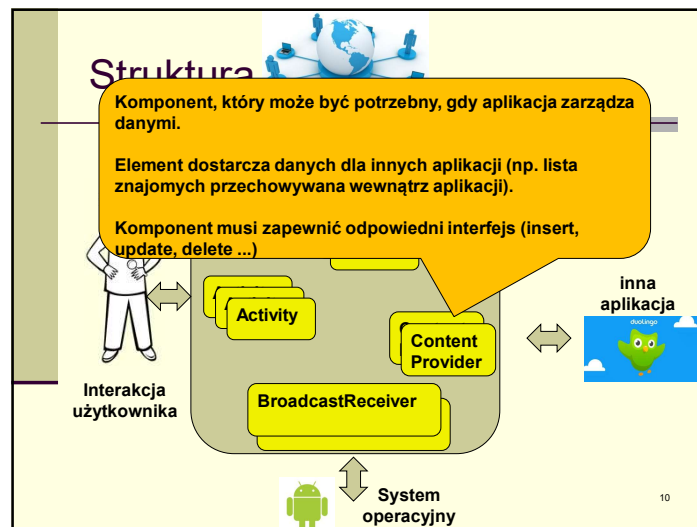 Struktura
Komponent, który może być potrzebny, gdy aplikacja zarządza
danymi.
Element dostarcza danych dla innych aplikacji (np. lista
znajomych przechowywana wewnątrz aplikacji).
Komponent musi zapewnić odpowiedni interfejs (insert,
update, delete ...)
inna
aplikacja
duolingo
Activity
Content
Provider
Interakcja
użytkownika
BroadcastReceiver
System
operacyjny
10